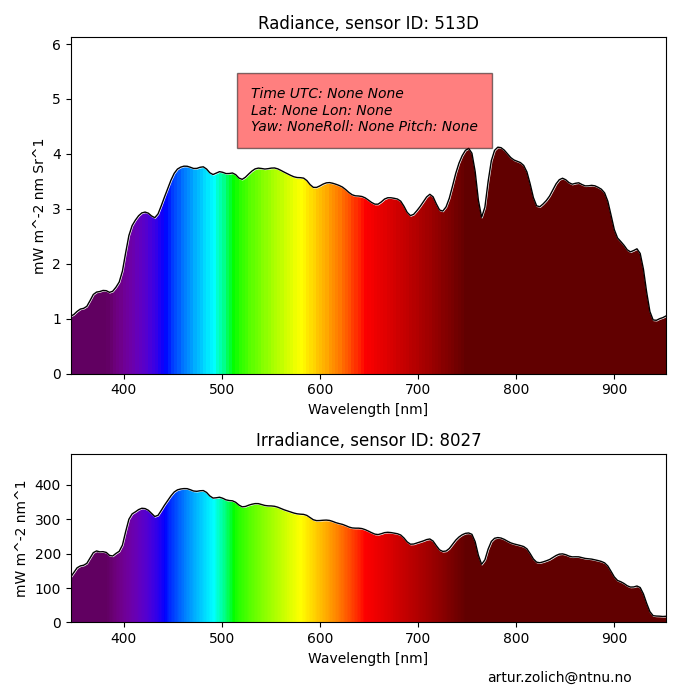 Radiance, sensor ID: 513D
6
5
4
3
2
1
0
mW m^-2 nm Sr^1
Time UTC: None None
Lat: None Lon: None
Yaw: NoneRoll: None Pitch: None
400 500 600 700 800 900
Wavelength [nm]
Irradiance, sensor ID: 8027
400
300
200
100
0
mW m^-2 nm^1
400 500 600 700 800 900
Wavelength [nm]
artur.zolich@ntnu.no